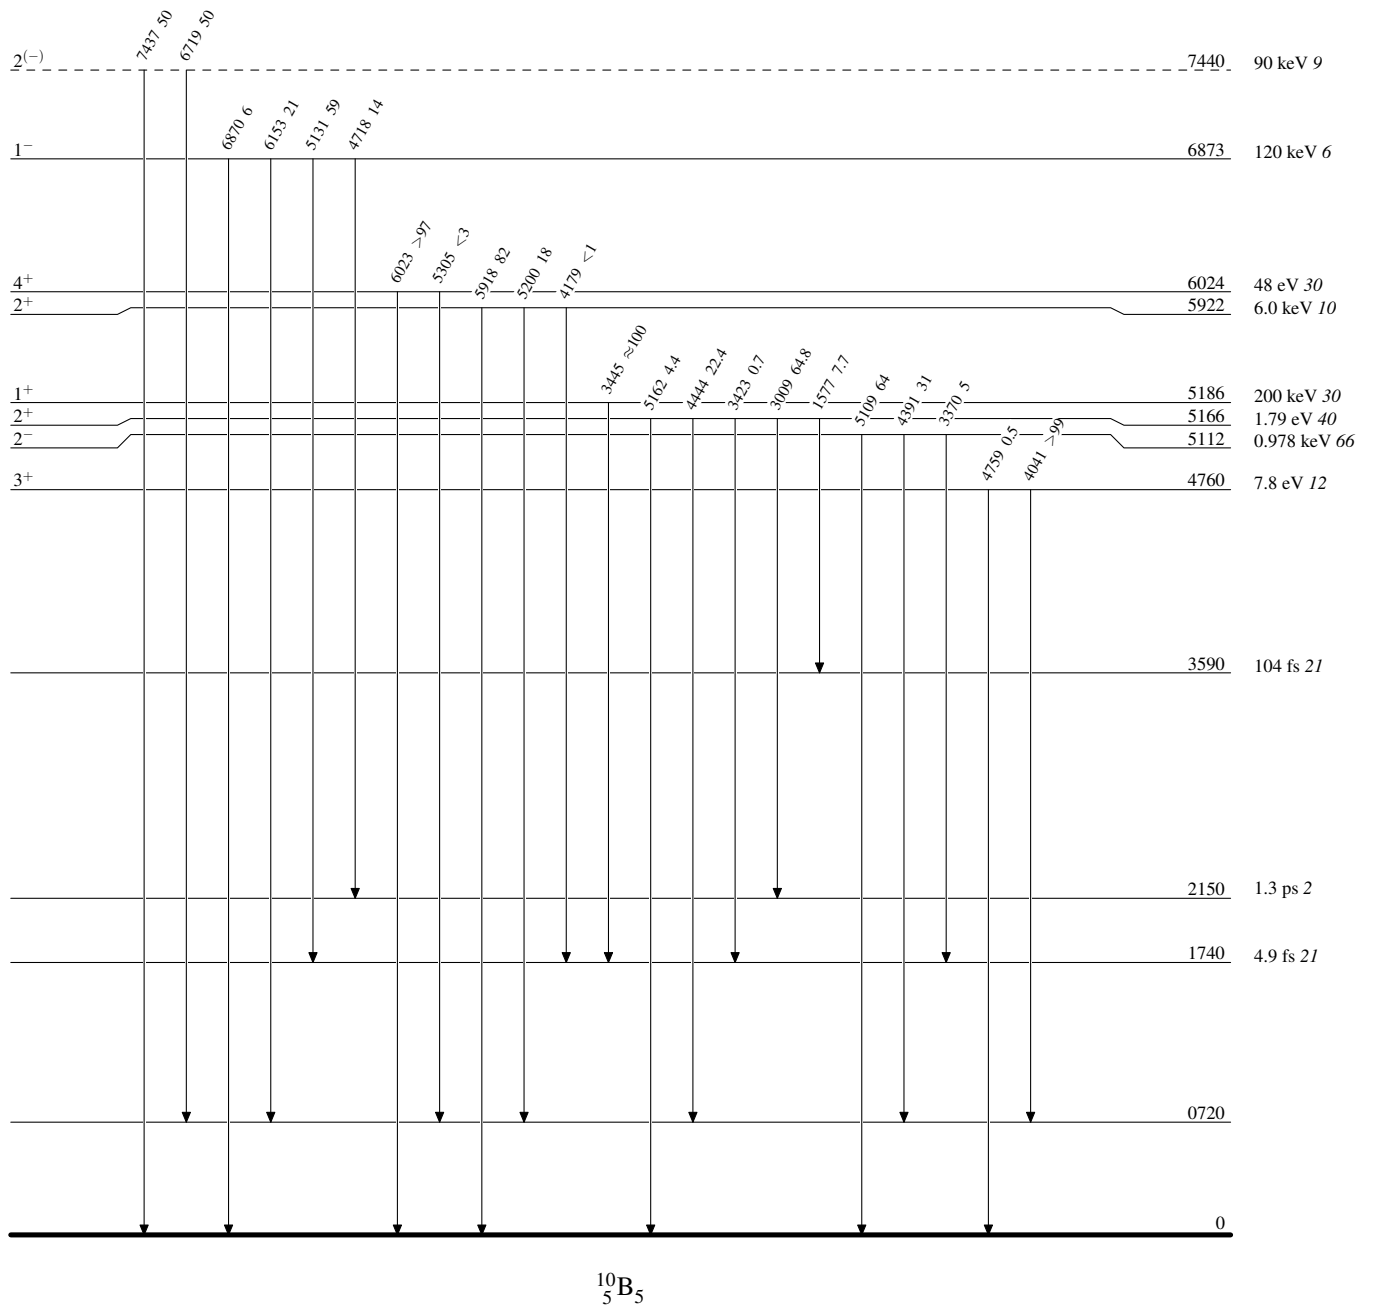 7437 50
6719 50
2(−) 7440 90 keV 9
6870 6
6153 21
5131 59
4718 14
1− 6873 120 keV 6
6023 >97
5305 <3
5918 82
5200 18
4179 <1
4+ 6024 48 eV 30
2+ 5922 6.0 keV 10
3445 ≈100
5162 4.4
4444 22.4
3423 0.7
3009 64.8
1577 7.7
5109 64
4391 31
3370 5
4759 0.5
4041 >99
1+ 5186 200 keV 30
2+ 5166 1.79 eV 40
2− 5112 0.978 keV 66
3+ 4760 7.8 eV 12
3590 104 fs 21
2150 1.3 ps 2
1740 4.9 fs 21
0720
0
10 5 B 5